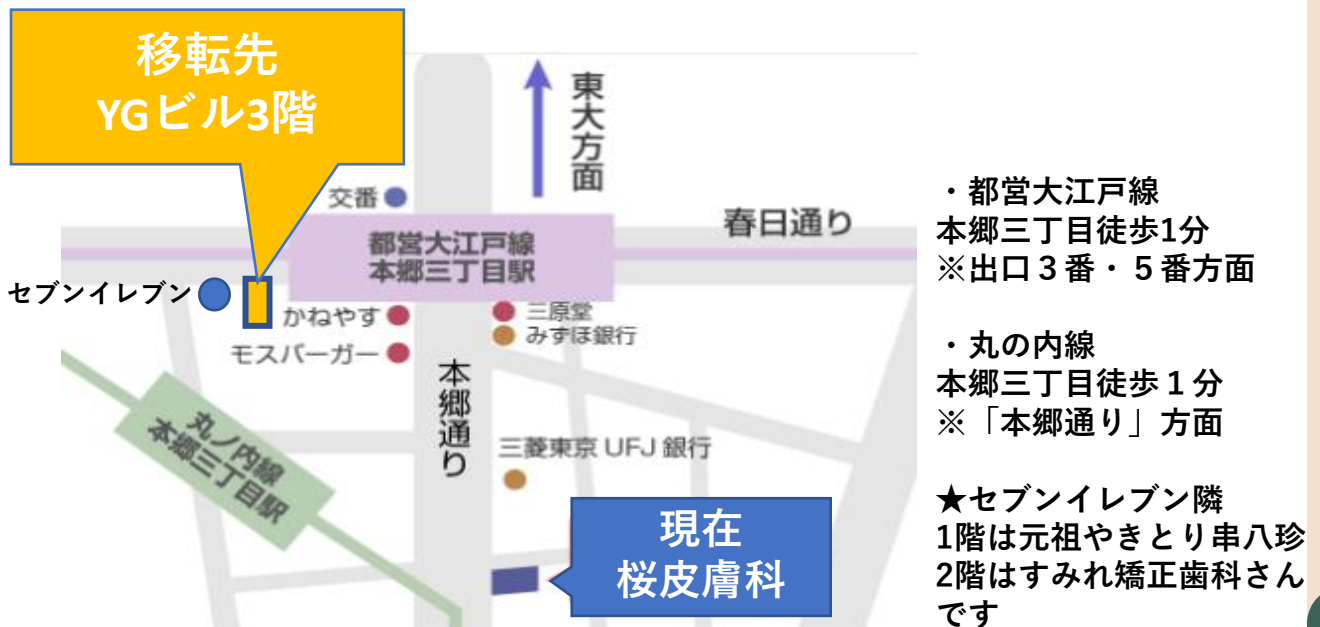 移転先
YGビル3階
東大方面
交番
都営大江戸線
本郷三丁目駅
春日通り
セブンイレブン
かねやす
モスバーガー
三原堂
みずほ銀行
本郷通り
丸ノ内線
本郷三丁目駅
三菱東京 UFJ 銀行
現在
桜皮膚科
・都営大江戸線
本郷三丁目徒歩1分
※出口３番・５番方面
・丸の内線
本郷三丁目徒歩１分
※「本郷通り」方面
★セブンイレブン隣
1階は元祖やきとり串八珍
2階はすみれ矯正歯科さん
です